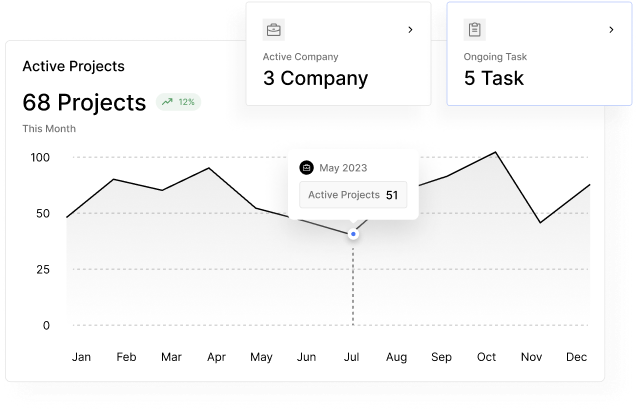 Active Company
3 Company
Ongoing Task
5 Task
Active Projects
68 Projects 12%
This Month
100
50
25
0
May 2023
Active Projects 51
Jan Feb Mar Apr May Jun Jul Aug Sep Oct Nov Dec